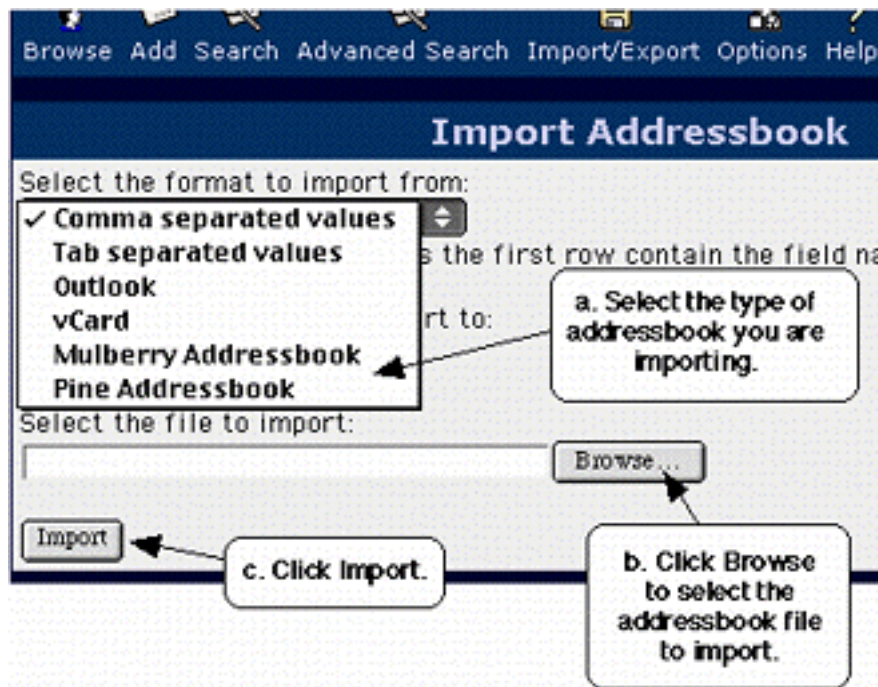 Browse Add Search Advanced Search Import/Export Options Help
Import Addressbook
Select the format to import from:
✓ Comma separated values
Tab separated values
s the first row contain the field na
Outlook
vCard
rt to:
Mulberry Addressbook
Pine Addressbook
a. Select the type of
addressbook you are
importing.
Select the file to import:
Browse...
Import
c. Click Import.
b. Click Browse
to select the
addressbook file
to import.